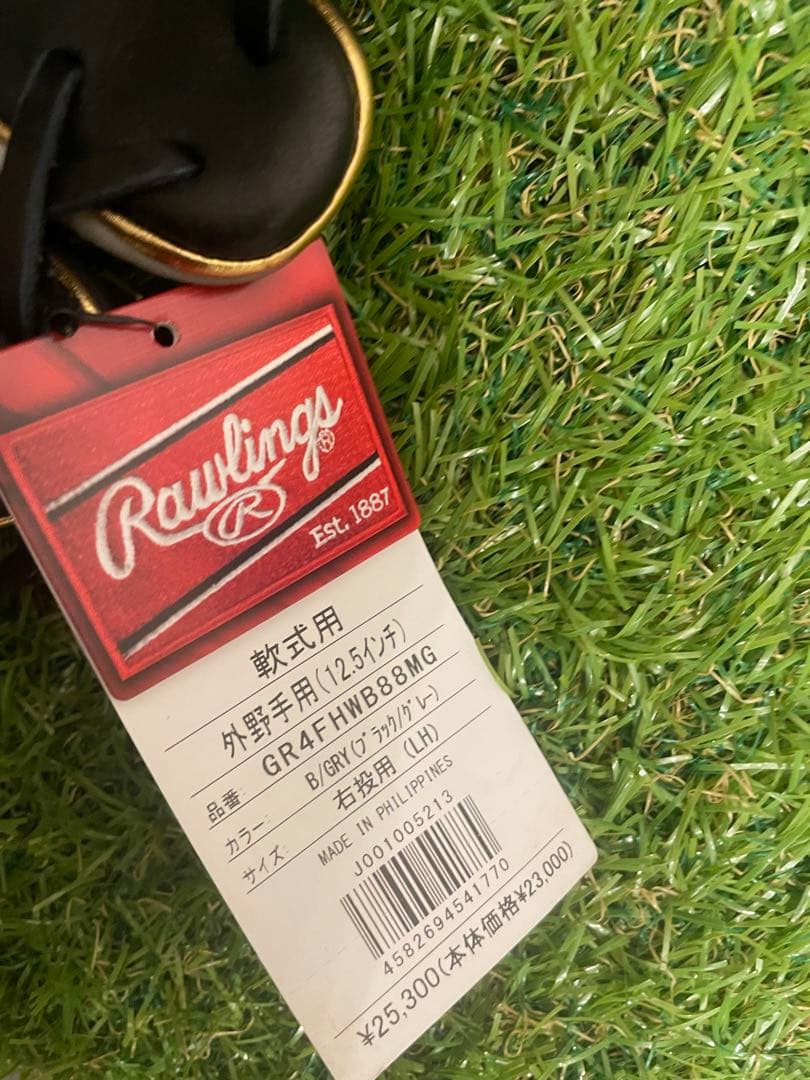 Rawlings®
R
Est. 1887
軟式用
外野手用(12.5インチ)
品番: GR4FHWB88MG
カラー: B/GRY(ブラック/グレー)
サイズ: 右投用 (LH)
MADE IN PHILIPPINES
J001005213
4582694541770
¥25,300(本体価格¥23,000)